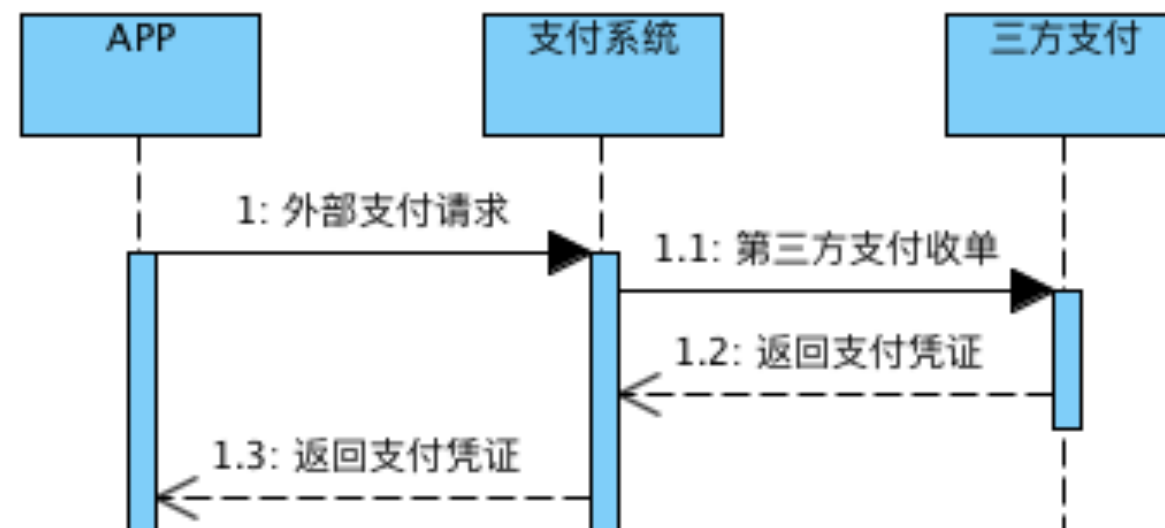 APP
支付系统
三方支付
1: 外部支付请求
1.1: 第三方支付收单
1.2: 返回支付凭证
1.3: 返回支付凭证